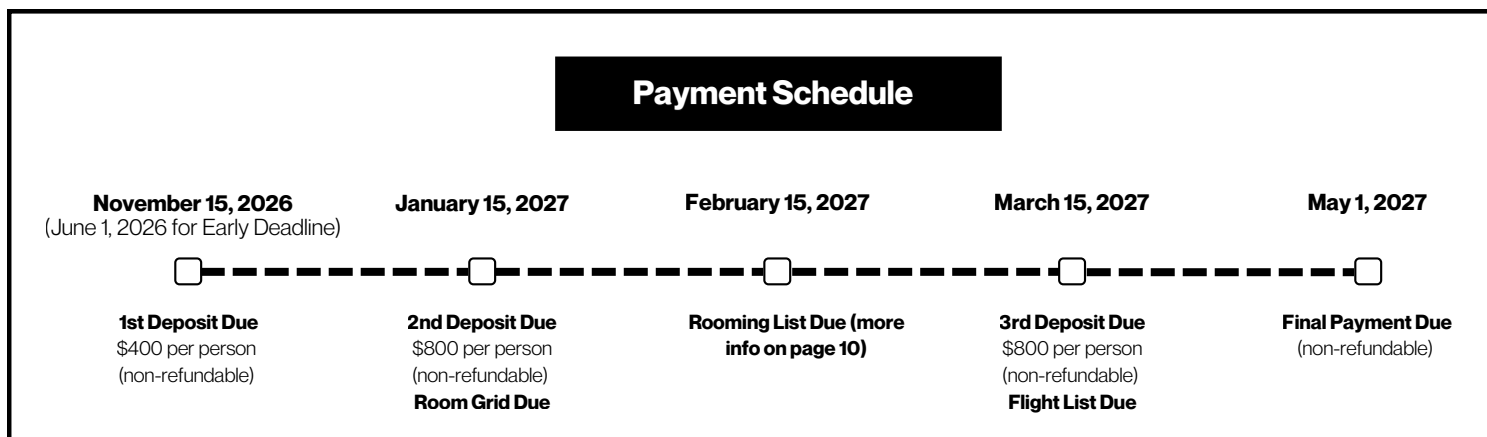 Payment Schedule
November 15, 2026
(June 1, 2026 for Early Deadline)
1st Deposit Due
$400 per person
(non-refundable)
January 15, 2027
2nd Deposit Due
$800 per person
(non-refundable)
Room Grid Due
February 15, 2027
Rooming List Due (more
info on page 10)
March 15, 2027
3rd Deposit Due
$800 per person
(non-refundable)
Flight List Due
May 1, 2027
Final Payment Due
(non-refundable)